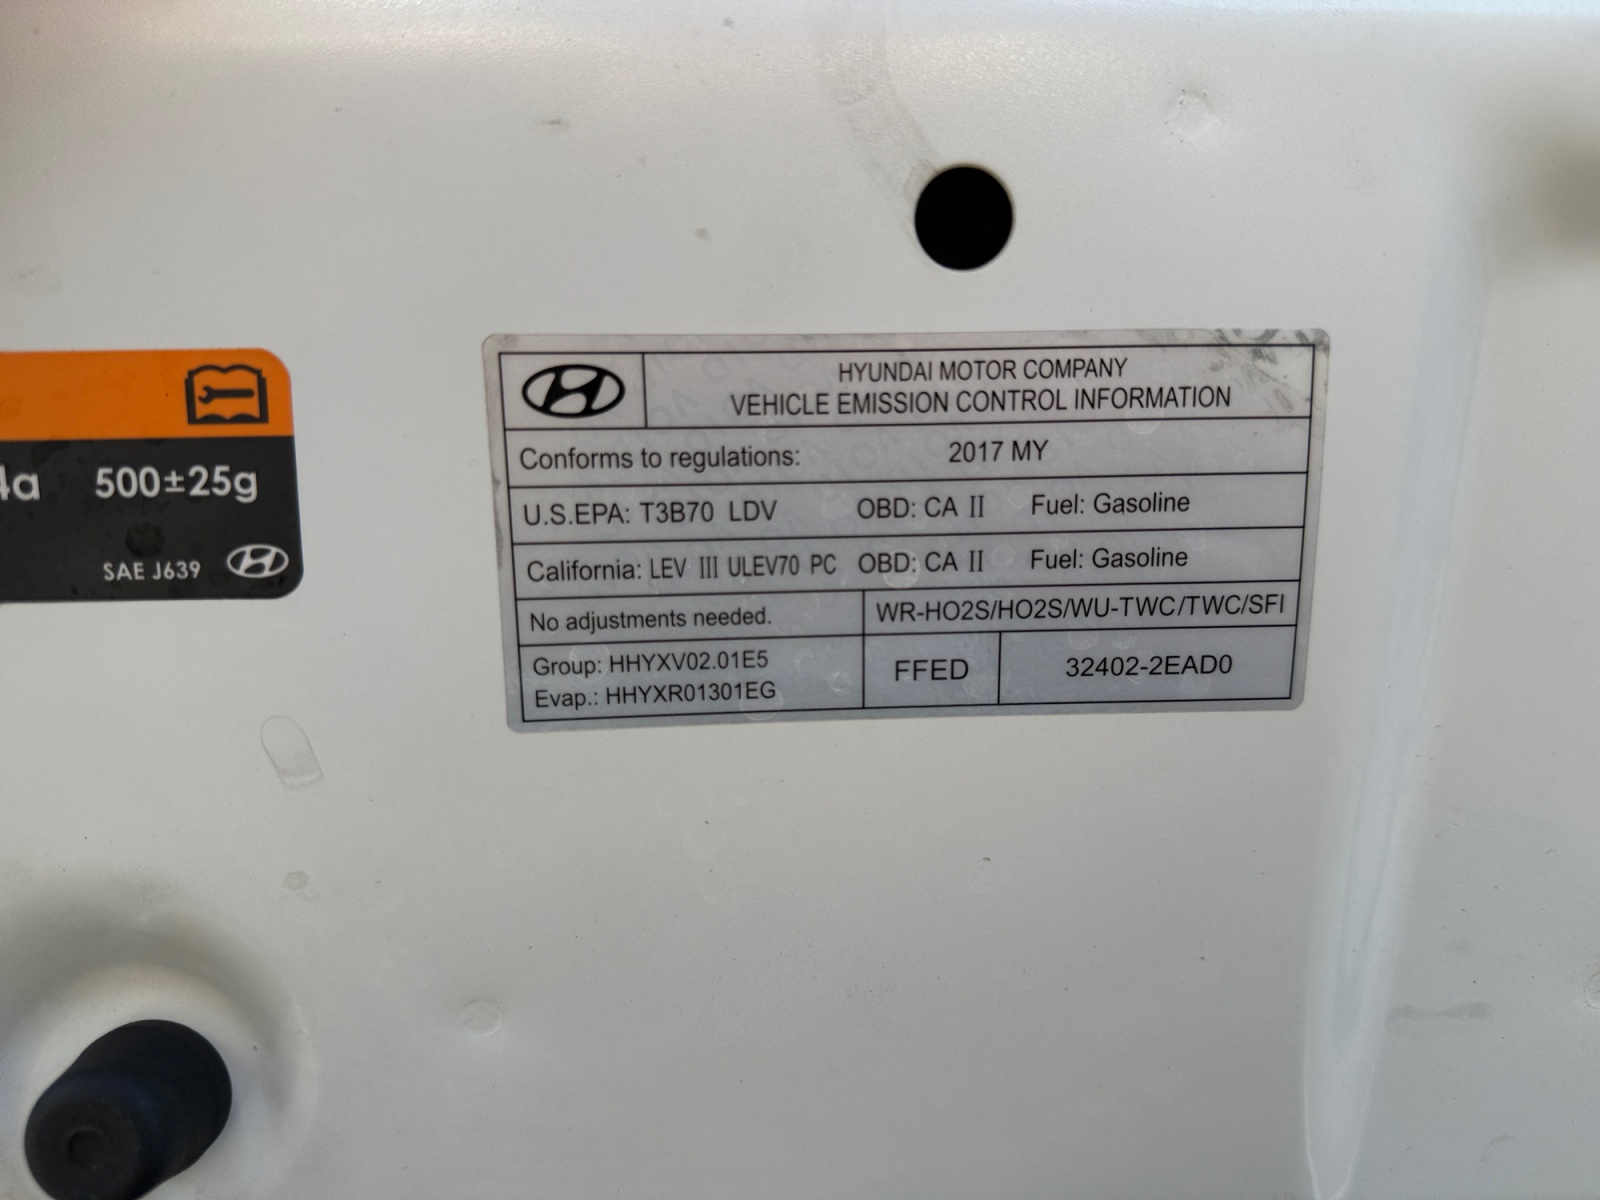 4a 500±25g
SAE J639
HYUNDAI MOTOR COMPANY
VEHICLE EMISSION CONTROL INFORMATION
Conforms to regulations: 2017 MY
U.S.EPA: T3B70 LDV OBD: CA II Fuel: Gasoline
California: LEV III ULEV70 PC OBD: CA II Fuel: Gasoline
No adjustments needed. WR-HO2S/HO2S/WU-TWC/TWC/SFI
Group: HHYXV02.01E5
Evap.: HHYXR01301EG
FFED 32402-2EAD0